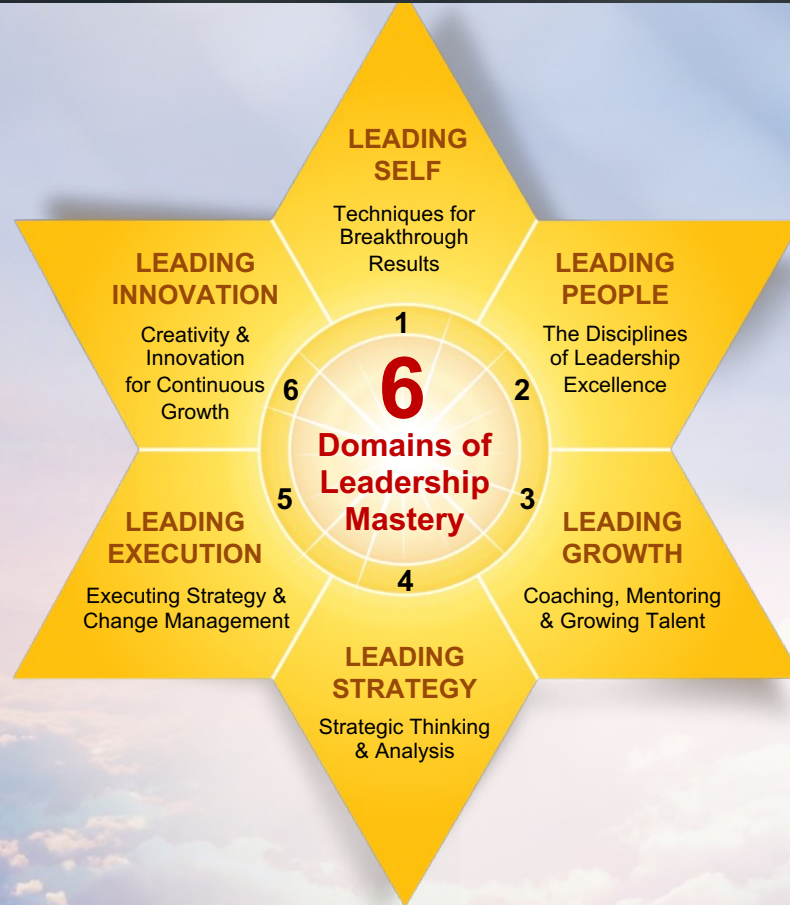 LEADING
SELF
Techniques for
Breakthrough
Results
1
LEADING
PEOPLE
The Disciplines
of Leadership
Excellence
2
LEADING
GROWTH
Coaching, Mentoring
& Growing Talent
3
LEADING
STRATEGY
Strategic Thinking
& Analysis
4
LEADING
EXECUTION
Executing Strategy &
Change Management
5
LEADING
INNOVATION
Creativity &
Innovation
for Continuous
Growth
6
6
Domains of
Leadership
Mastery